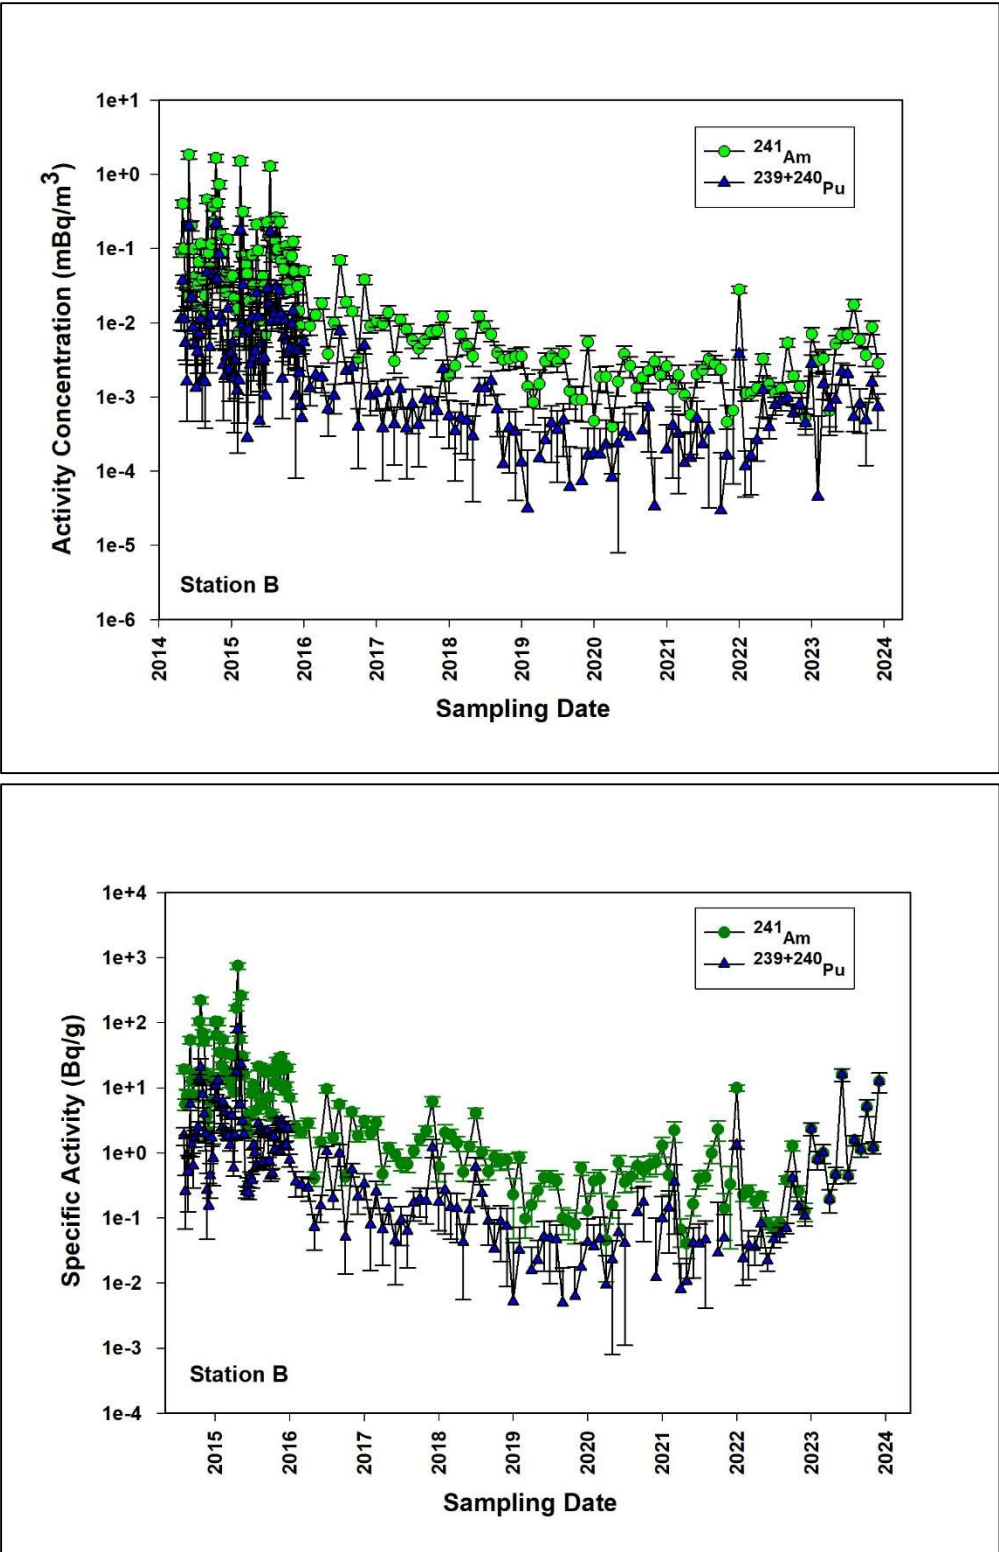 1e+1
1e+0
1e-1
1e-2
1e-3
1e-4
1e-5
1e-6
Activity Concentration (mBq/m³)
241Am
239+240Pu
Station B
2014 2015 2016 2017 2018 2019 2020 2021 2022 2023 2024
Sampling Date
1e+4
1e+3
1e+2
1e+1
1e+0
1e-1
1e-2
1e-3
1e-4
Specific Activity (Bq/g)
241Am
239+240Pu
Station B
2015 2016 2017 2018 2019 2020 2021 2022 2023 2024
Sampling Date